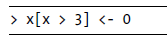 > x[x > 3] <- 0